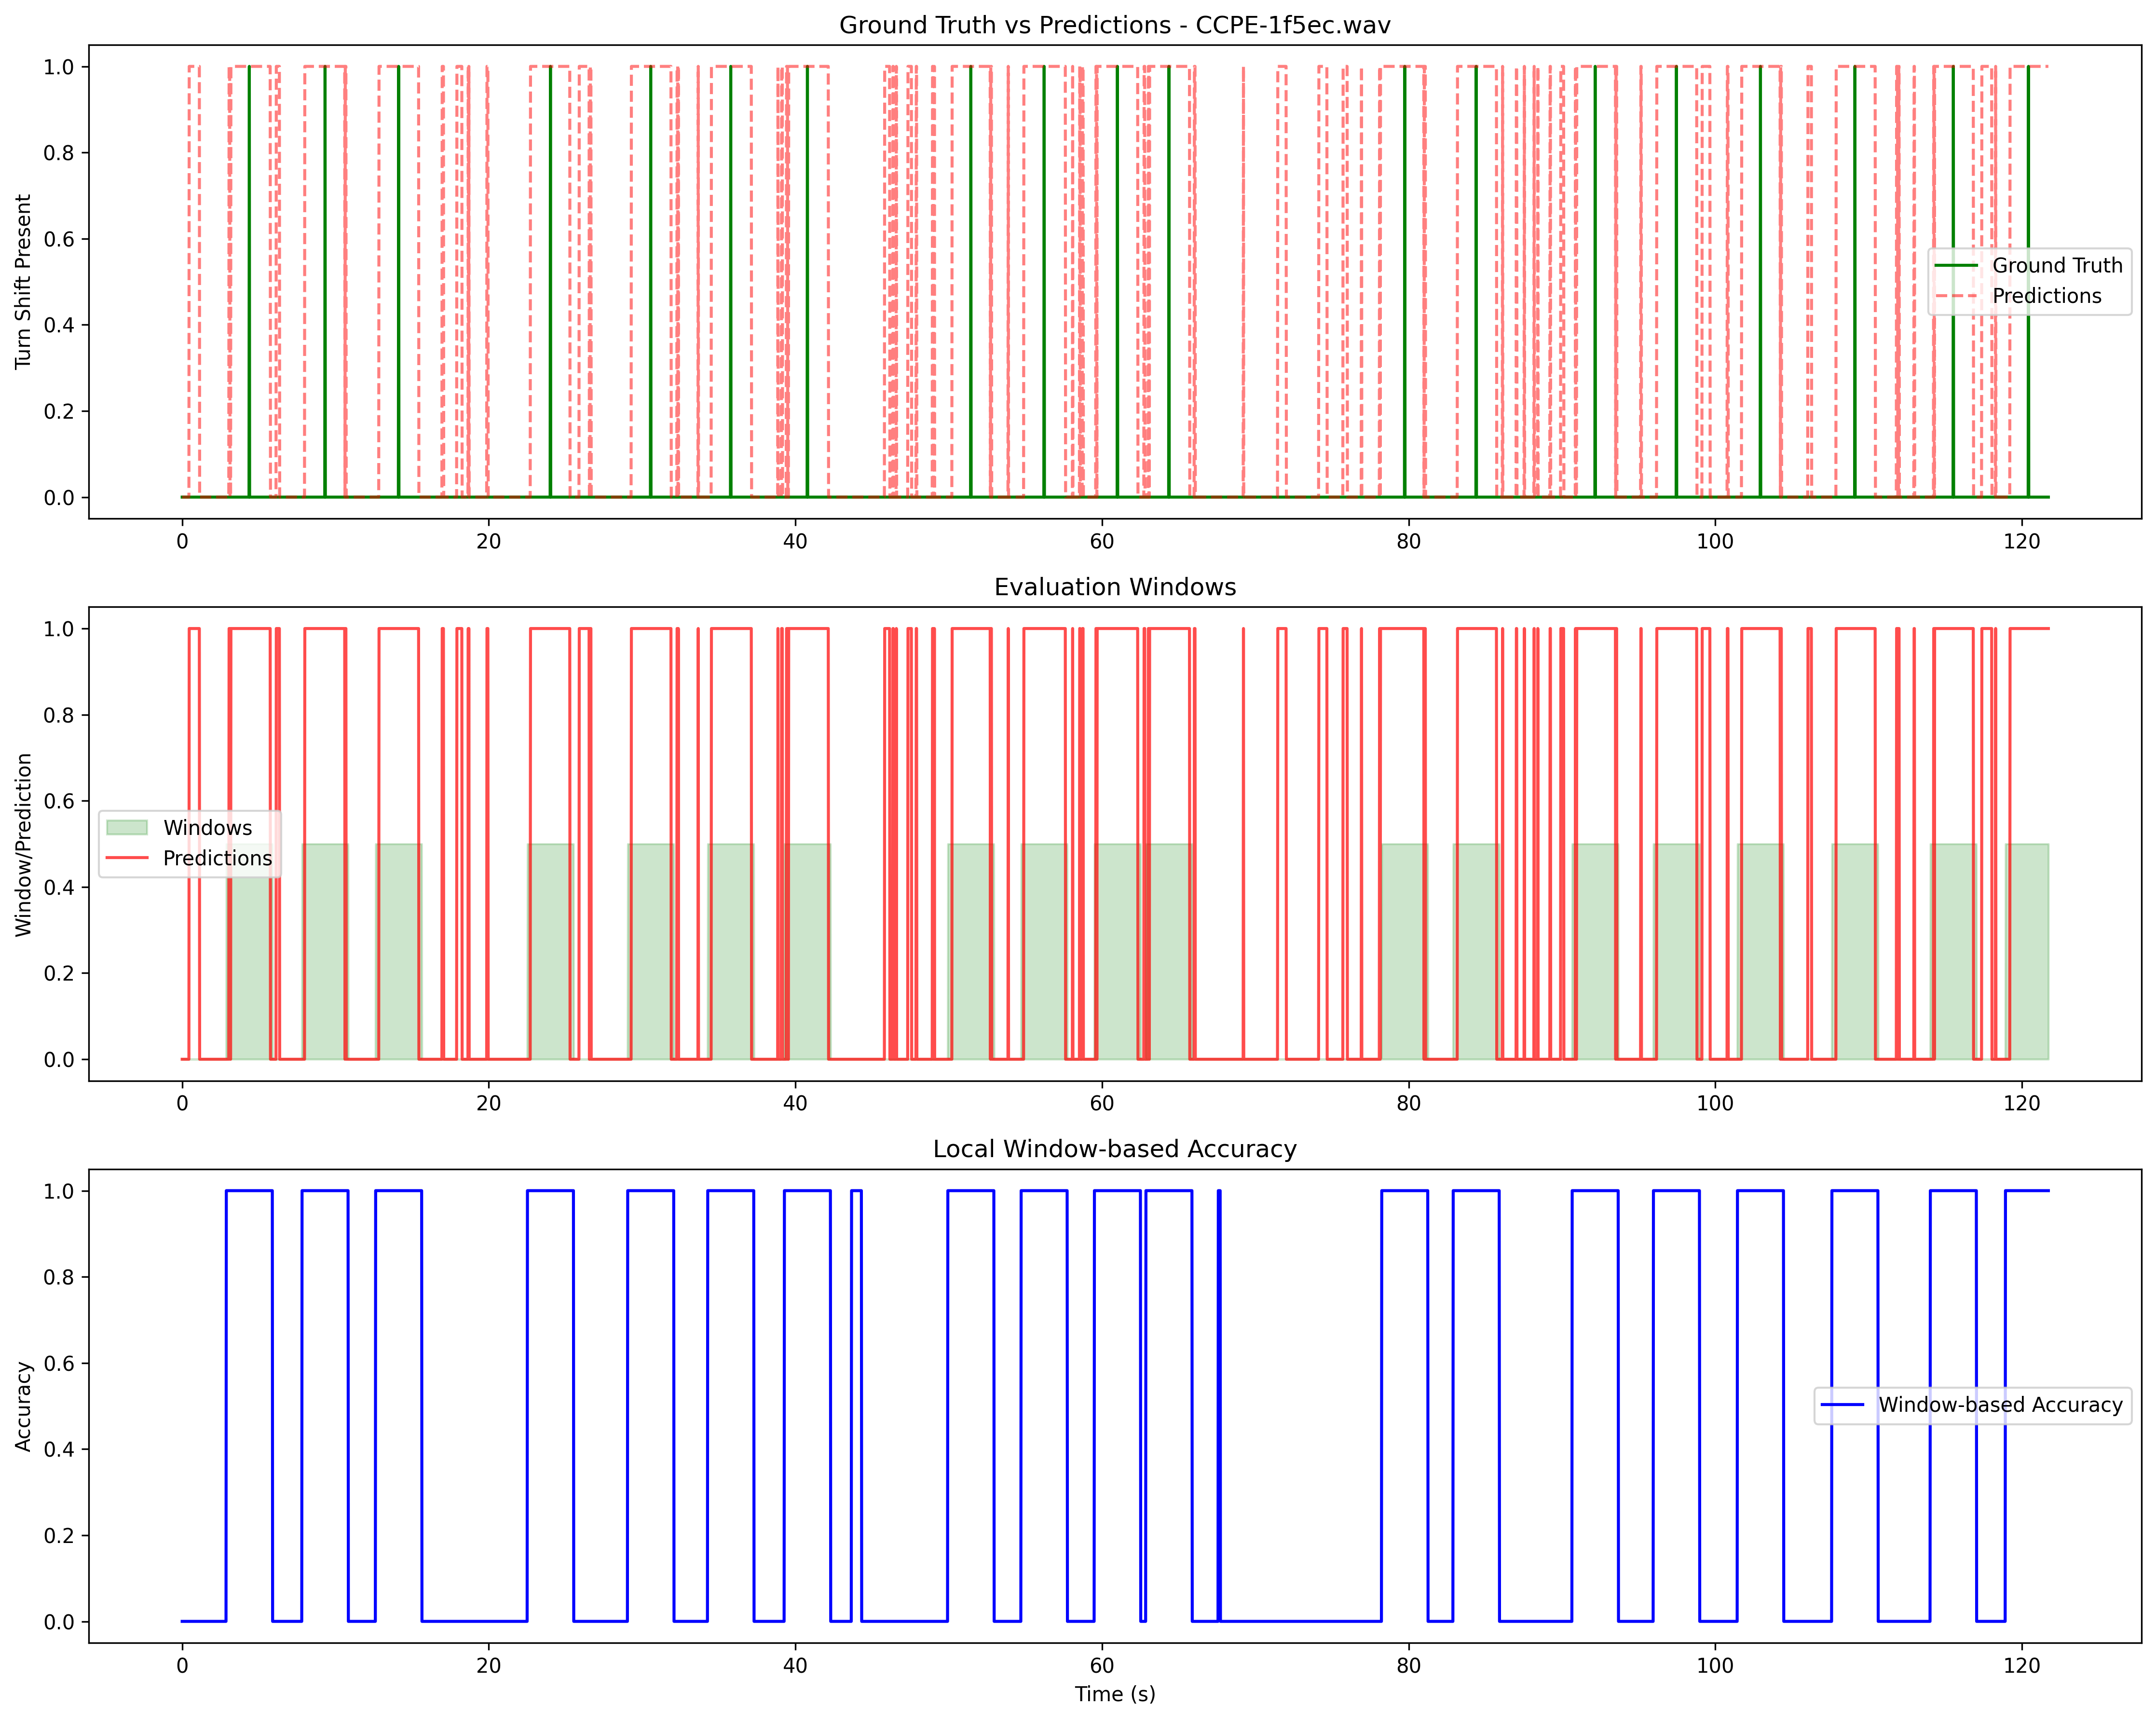 Ground Truth vs Predictions - CCPE-1f5ec.wav
Turn Shift Present
1.0
0.8
0.6
0.4
0.2
0.0
Ground Truth
Predictions
0 20 40 60 80 100 120
Evaluation Windows
Window/Prediction
1.0
0.8
0.6
0.4
0.2
0.0
Windows
Predictions
0 20 40 60 80 100 120
Local Window-based Accuracy
Accuracy
1.0
0.8
0.6
0.4
0.2
0.0
Window-based Accuracy
0 20 40 60 80 100 120
Time (s)